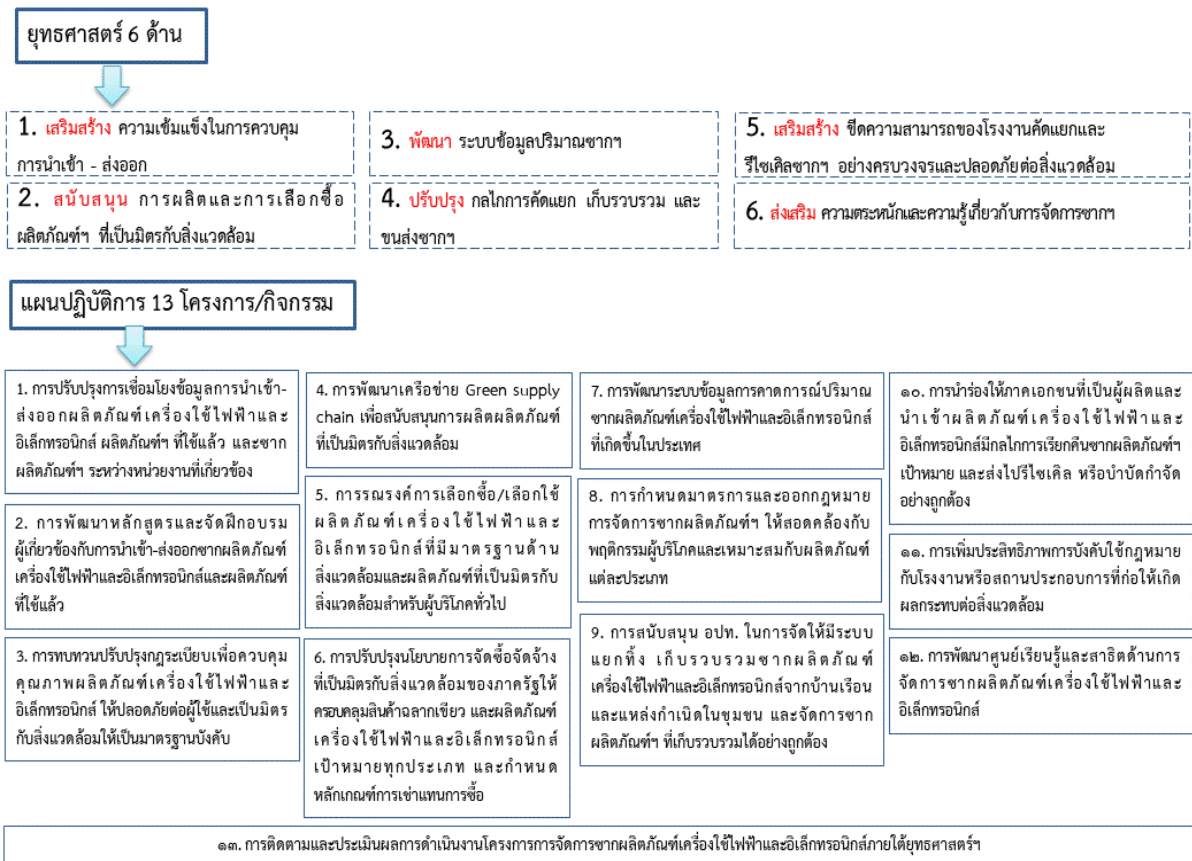 ยุทธศาสตร์ 6 ด้าน
1. เสริมสร้าง ความเข้มแข็งในการควบคุม
การนำเข้า - ส่งออก
2. สนับสนุน การผลิตและการเลือกซื้อ
ผลิตภัณฑ์ฯ ที่เป็นมิตรกับสิ่งแวดล้อม
3. พัฒนา ระบบข้อมูลปริมาณซากฯ
4. ปรับปรุง กลไกการคัดแยก เก็บรวบรวม และ
ขนส่งซากฯ
5. เสริมสร้าง ขีดความสามารถของโรงงานคัดแยกและ
รีไซเคิลซากฯ อย่างครบวงจรและปลอดภัยต่อสิ่งแวดล้อม
6. ส่งเสริม ความตระหนักและความรู้เกี่ยวกับการจัดการซากฯ
แผนปฏิบัติการ 13 โครงการ/กิจกรรม
1. การปรับปรุงการเชื่อมโยงข้อมูลการนำเข้า-
ส่งออกผลิตภัณฑ์เครื่องใช้ไฟฟ้าและ
อิเล็กทรอนิกส์ ผลิตภัณฑ์ฯ ที่ใช้แล้ว และซาก
ผลิตภัณฑ์ฯ ระหว่างหน่วยงานที่เกี่ยวข้อง
2. การพัฒนาหลักสูตรและจัดฝึกอบรม
ผู้เกี่ยวข้องกับการนำเข้า-ส่งออกซากผลิตภัณฑ์
เครื่องใช้ไฟฟ้าและอิเล็กทรอนิกส์และผลิตภัณฑ์
ที่ใช้แล้ว
3. การทบทวนปรับปรุงกฎระเบียบเพื่อควบคุม
คุณภาพผลิตภัณฑ์เครื่องใช้ไฟฟ้าและ
อิเล็กทรอนิกส์ ให้ปลอดภัยต่อผู้ใช้และเป็นมิตร
กับสิ่งแวดล้อมให้เป็นมาตรฐานบังคับ
4. การพัฒนาเครือข่าย Green supply
chain เพื่อสนับสนุนการผลิตผลิตภัณฑ์
ที่เป็นมิตรกับสิ่งแวดล้อม
5. การรณรงค์การเลือกซื้อ/เลือกใช้
ผลิตภัณฑ์เครื่องใช้ไฟฟ้าและ
อิเล็กทรอนิกส์ที่มีมาตรฐานด้าน
สิ่งแวดล้อมและผลิตภัณฑ์ที่เป็นมิตรกับ
สิ่งแวดล้อมสำหรับผู้บริโภคทั่วไป
6. การปรับปรุงนโยบายการจัดซื้อจัดจ้าง
ที่เป็นมิตรกับสิ่งแวดล้อมของภาครัฐให้
ครอบคลุมสินค้าฉลากเขียว และผลิตภัณฑ์
เครื่องใช้ไฟฟ้าและอิเล็กทรอนิกส์
เป้าหมายทุกประเภท และกำหนด
หลักเกณฑ์การเช่าแทนการซื้อ
7. การพัฒนาระบบข้อมูลการคาดการณ์ปริมาณ
ซากผลิตภัณฑ์เครื่องใช้ไฟฟ้าและอิเล็กทรอนิกส์
ที่เกิดขึ้นในประเทศ
8. การกำหนดมาตรการและออกกฎหมาย
การจัดการซากผลิตภัณฑ์ฯ ให้สอดคล้องกับ
พฤติกรรมผู้บริโภคและเหมาะสมกับผลิตภัณฑ์
แต่ละประเภท
9. การสนับสนุน อปท. ในการจัดให้มีระบบ
แยกทิ้ง เก็บรวบรวมซากผลิตภัณฑ์
เครื่องใช้ไฟฟ้าและอิเล็กทรอนิกส์จากบ้านเรือน
และแหล่งกำเนิดในชุมชน และจัดการซาก
ผลิตภัณฑ์ฯ ที่เก็บรวบรวมได้อย่างถูกต้อง
๑๐. การนำร่องให้ภาคเอกชนที่เป็นผู้ผลิตและ
นำเข้าผลิตภัณฑ์เครื่องใช้ไฟฟ้าและ
อิเล็กทรอนิกส์มีกลไกการเรียกคืนซากผลิตภัณฑ์ฯ
เป้าหมาย และส่งไปรีไซเคิล หรือบำบัดกำจัด
อย่างถูกต้อง
๑๑. การเพิ่มประสิทธิภาพการบังคับใช้กฎหมาย
กับโรงงานหรือสถานประกอบการที่ก่อให้เกิด
ผลกระทบต่อสิ่งแวดล้อม
๑๒. การพัฒนาศูนย์เรียนรู้และสาธิตด้านการ
จัดการซากผลิตภัณฑ์เครื่องใช้ไฟฟ้าและ
อิเล็กทรอนิกส์
๑๓. การติดตามและประเมินผลการดำเนินงานโครงการการจัดการซากผลิตภัณฑ์เครื่องใช้ไฟฟ้าและอิเล็กทรอนิกส์ภายใต้ยุทธศาสตร์ฯ